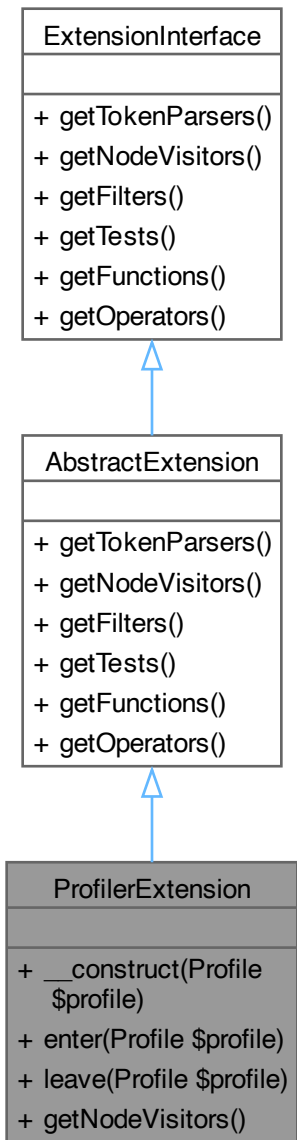 ExtensionInterface
+ getTokenParsers()
+ getNodeVisitors()
+ getFilters()
+ getTests()
+ getFunctions()
+ getOperators()
AbstractExtension
+ getTokenParsers()
+ getNodeVisitors()
+ getFilters()
+ getTests()
+ getFunctions()
+ getOperators()
ProfilerExtension
+ __construct(Profile
$profile)
+ enter(Profile $profile)
+ leave(Profile $profile)
+ getNodeVisitors()